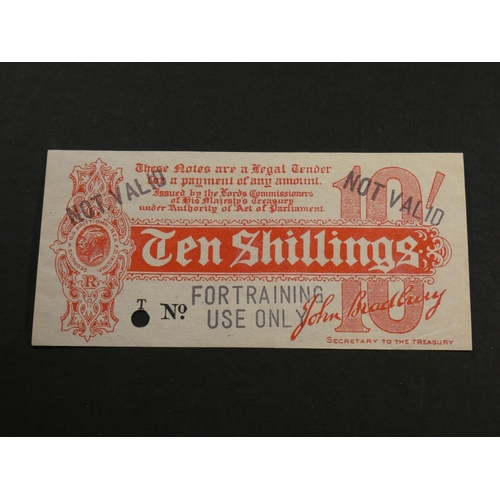 These Notes are a Legal Tender
for a payment of any amount.
Issued by the Lords Commissioners
of His Majesty's Treasury
under Authority of Act of Parliament.
NOT VALID
NOT VALID
10/
Ten Shillings
R
T
No.
FOR TRAINING
USE ONLY
10/
John Bradbury
SECRETARY TO THE TREASURY